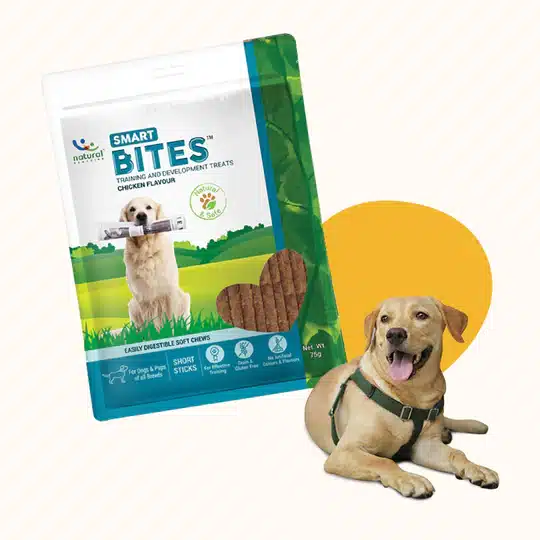 natural
SMART
BITES™
TRAINING AND DEVELOPMENT TREATS
CHICKEN FLAVOUR
Natural
& Safe
EASILY DIGESTIBLE SOFT CHEWS
For Dogs & Pups
of all Breeds
SHORT
STICKS
For Effective
Training
Grain &
Gluten Free
No Artificial
Colours & Flavours
Net. Wt.
75g